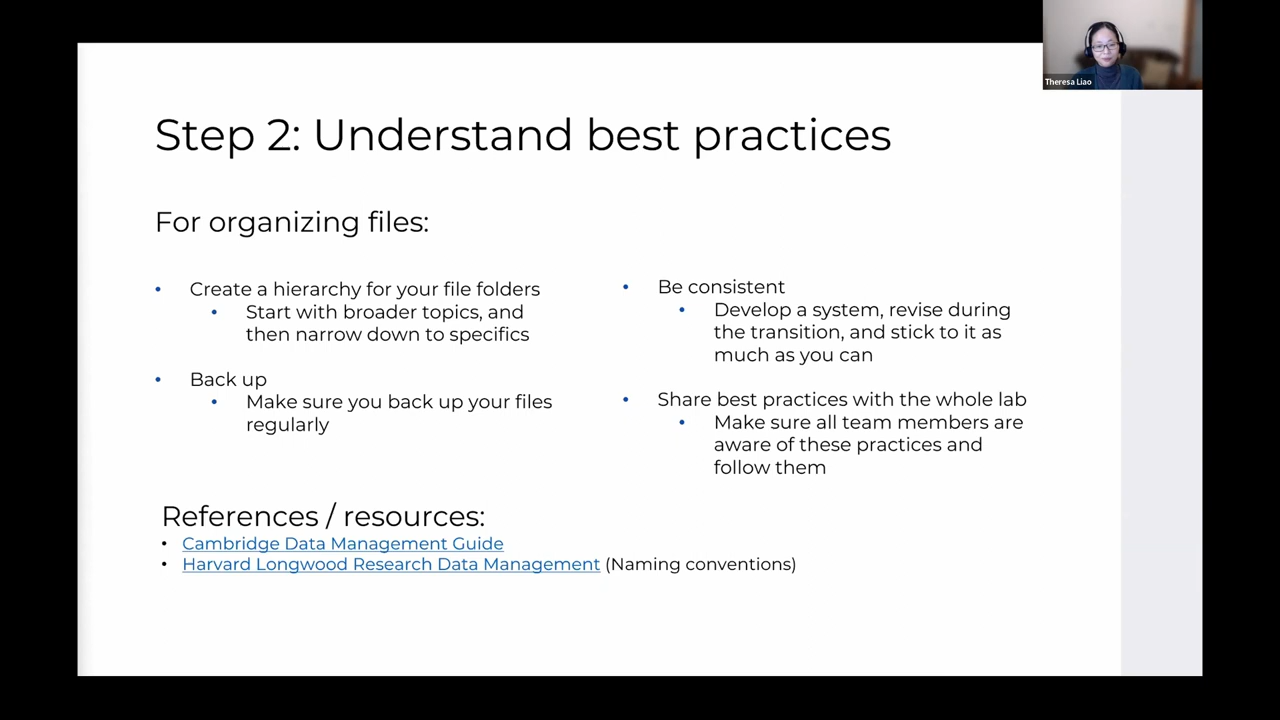 Theresa Liao
Step 2: Understand best practices
For organizing files:
• Create a hierarchy for your file folders
• Start with broader topics, and
then narrow down to specifics
• Back up
• Make sure you back up your files
regularly
• Be consistent
• Develop a system, revise during
the transition, and stick to it as
much as you can
• Share best practices with the whole lab
• Make sure all team members are
aware of these practices and
follow them
References / resources:
• Cambridge Data Management Guide
• Harvard Longwood Research Data Management (Naming conventions)